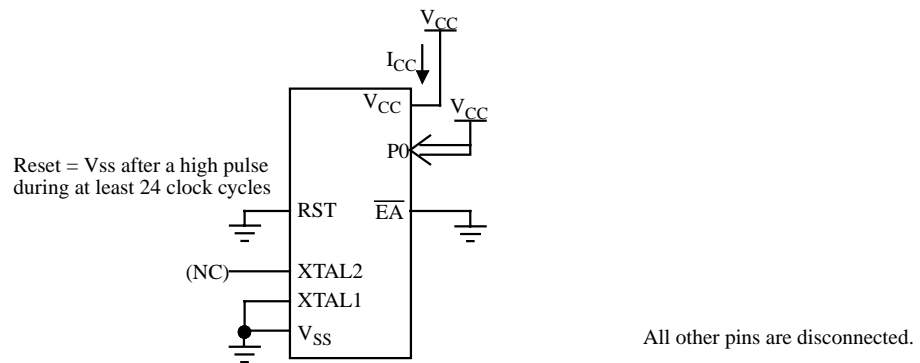 VCC
ICC
VCC
VCC
P0
Reset = Vss after a high pulse
during at least 24 clock cycles
RST
EA
(NC)
XTAL2
XTAL1
VSS
All other pins are disconnected.